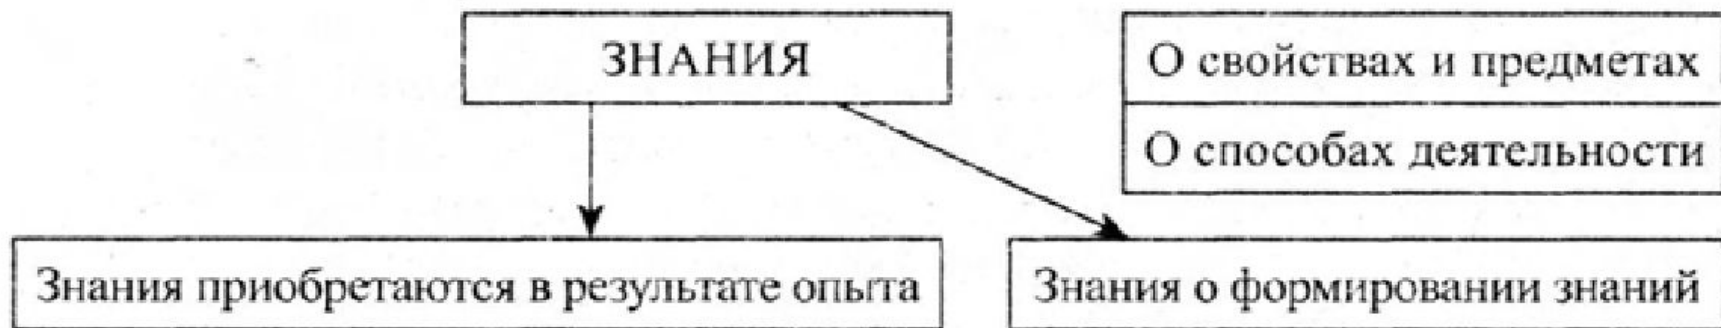 ЗНАНИЯ
О свойствах и предметах
О способах деятельности
Знания приобретаются в результате опыта
Знания о формировании знаний